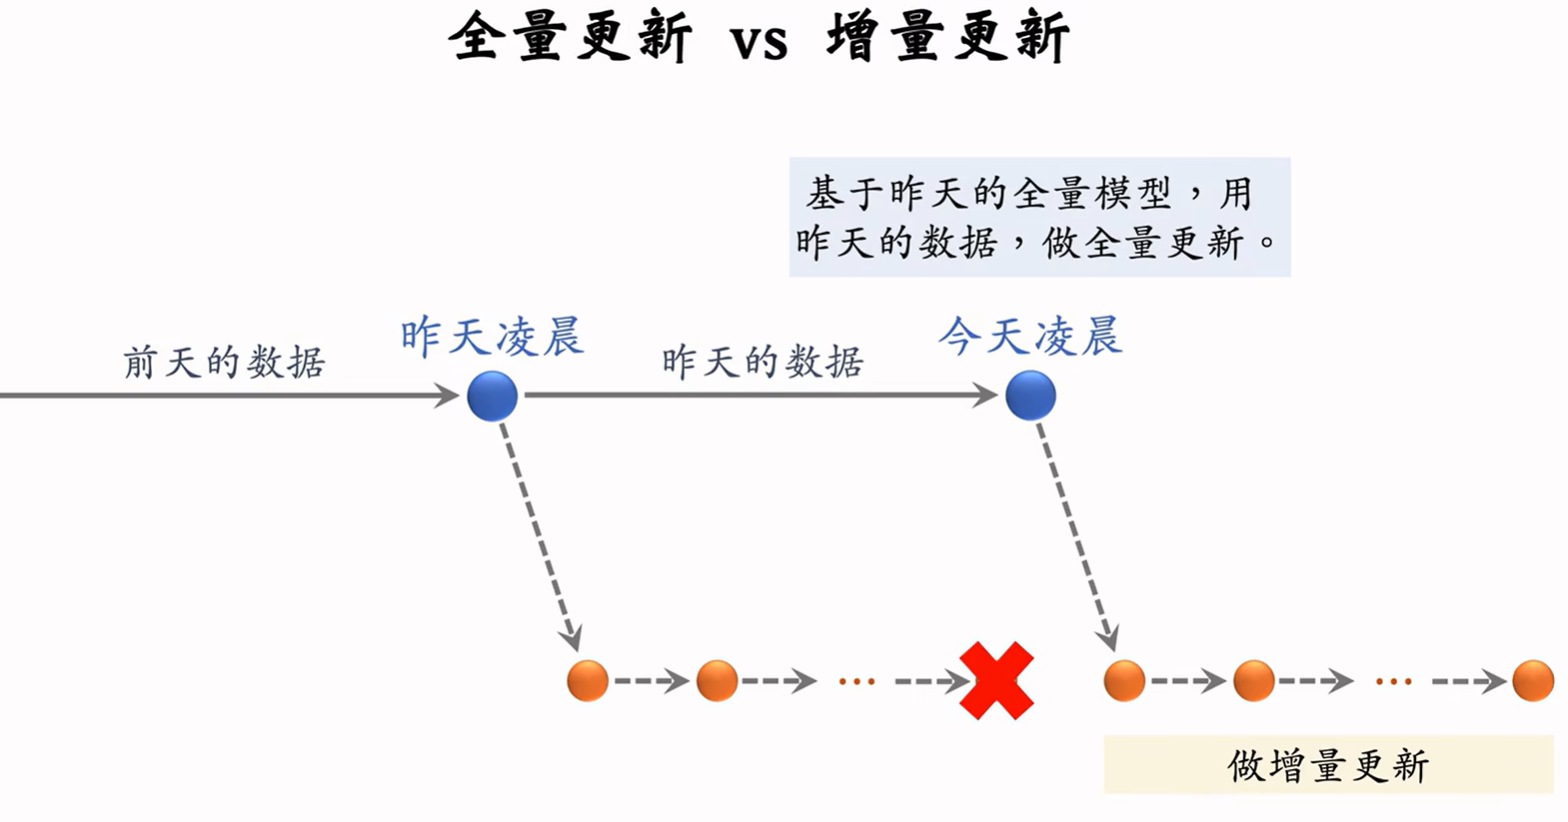 全量更新 vs 增量更新
基于昨天的全量模型，用
昨天的数据，做全量更新。
前天的数据
昨天凌晨
昨天的数据
今天凌晨
...
...
做增量更新